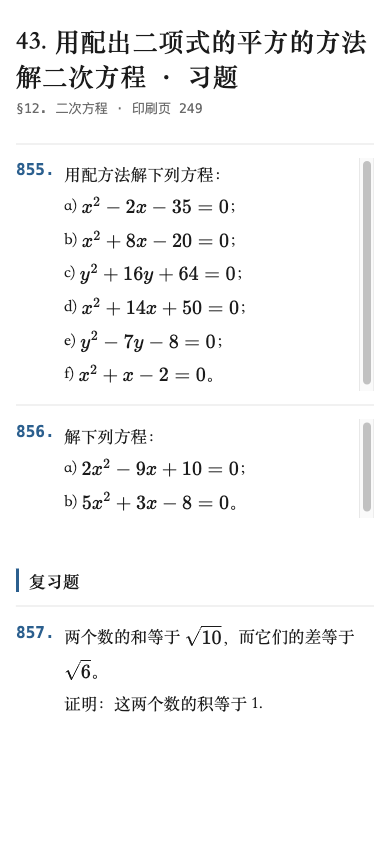 43. 用配出二项式的平方的方法
解二次方程 · 习题
§12. 二次方程 · 印刷页 249
855. 用配方法解下列方程：
a) x² − 2x − 35 = 0;
b) x² + 8x − 20 = 0;
c) y² + 16y + 64 = 0;
d) x² + 14x + 50 = 0;
e) y² − 7y − 8 = 0;
f) x² + x − 2 = 0。
856. 解下列方程：
a) 2x² − 9x + 10 = 0;
b) 5x² + 3x − 8 = 0。
复习题
857. 两个数的和等于 √10，而它们的差等于
√6。
证明：这两个数的积等于 1.